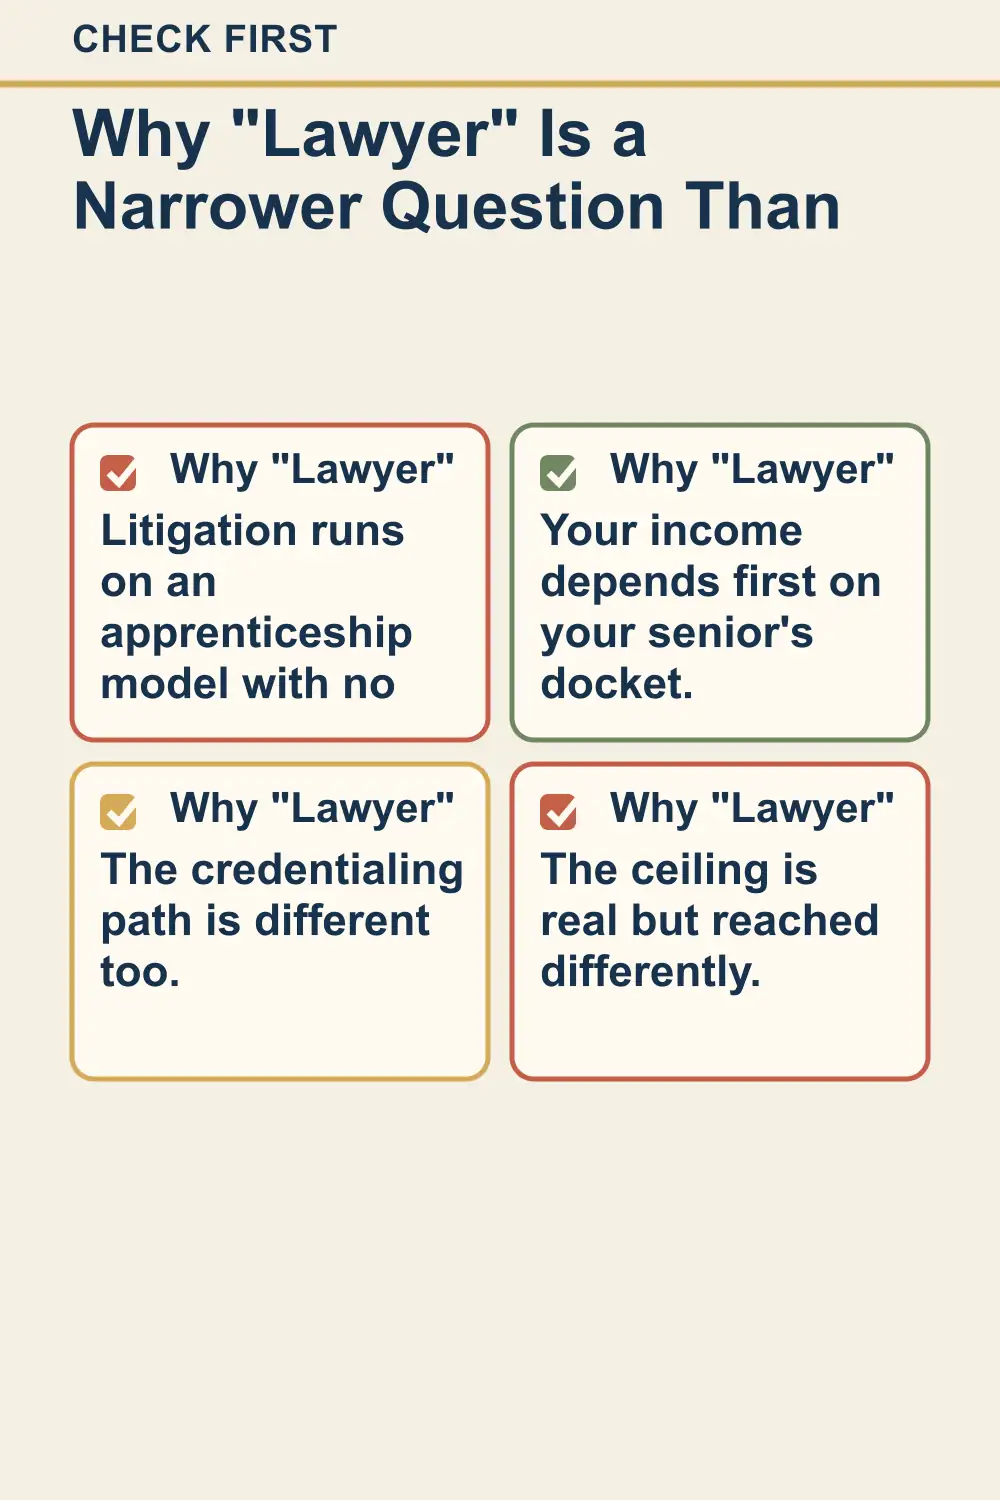 CHECK FIRST
Why "Lawyer" Is a
Narrower Question Than
Why "Lawyer"
Litigation runs
on an
apprenticeship
model with no
Why "Lawyer"
Your income
depends first on
your senior's
docket.
Why "Lawyer"
The credentialing
path is different
too.
Why "Lawyer"
The ceiling is
real but reached
differently.